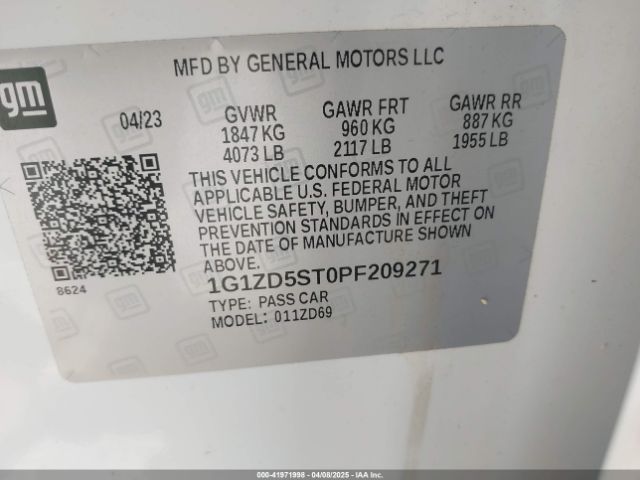 MFD BY GENERAL MOTORS LLC
gm
04/23
GVWR GAWR FRT GAWR RR
1847 KG 960 KG 887 KG
4073 LB 2117 LB 1955 LB
THIS VEHICLE CONFORMS TO ALL
APPLICABLE U.S. FEDERAL MOTOR
VEHICLE SAFETY, BUMPER, AND THEFT
PREVENTION STANDARDS IN EFFECT ON
THE DATE OF MANUFACTURE SHOWN
ABOVE.
8624
1G1ZD5ST0PF209271
TYPE: PASS CAR
MODEL: 011ZD69
000-41971998 - 04/08/2025 - IAAI.COM